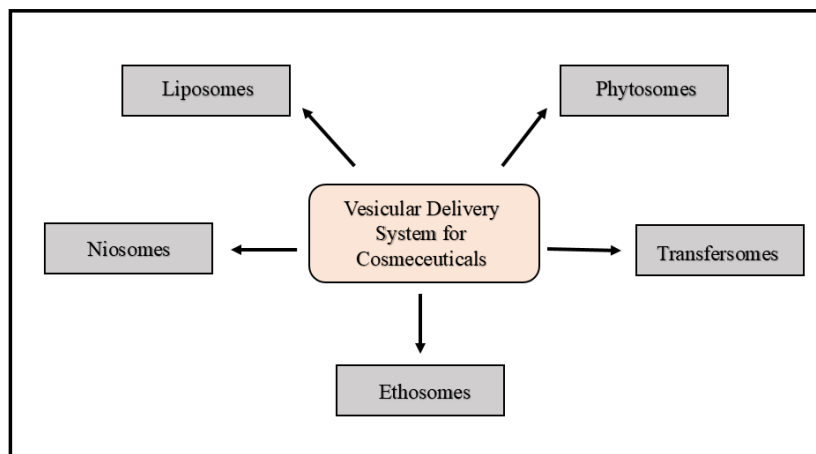 Liposomes
Phytosomes
Vesicular Delivery
System for
Cosmeceuticals
Niosomes
Transfersomes
Ethosomes